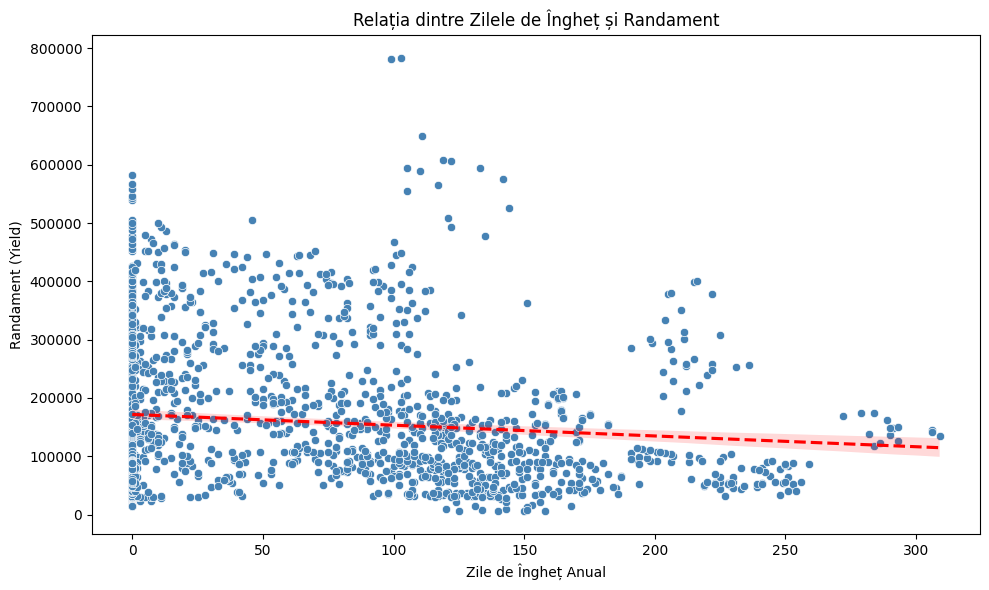 Relația dintre Zilele de Îngheț și Randament
800000
700000
600000
500000
400000
300000
200000
100000
0
Randament (Yield)
0 50 100 150 200 250 300
Zile de Îngheț Anual